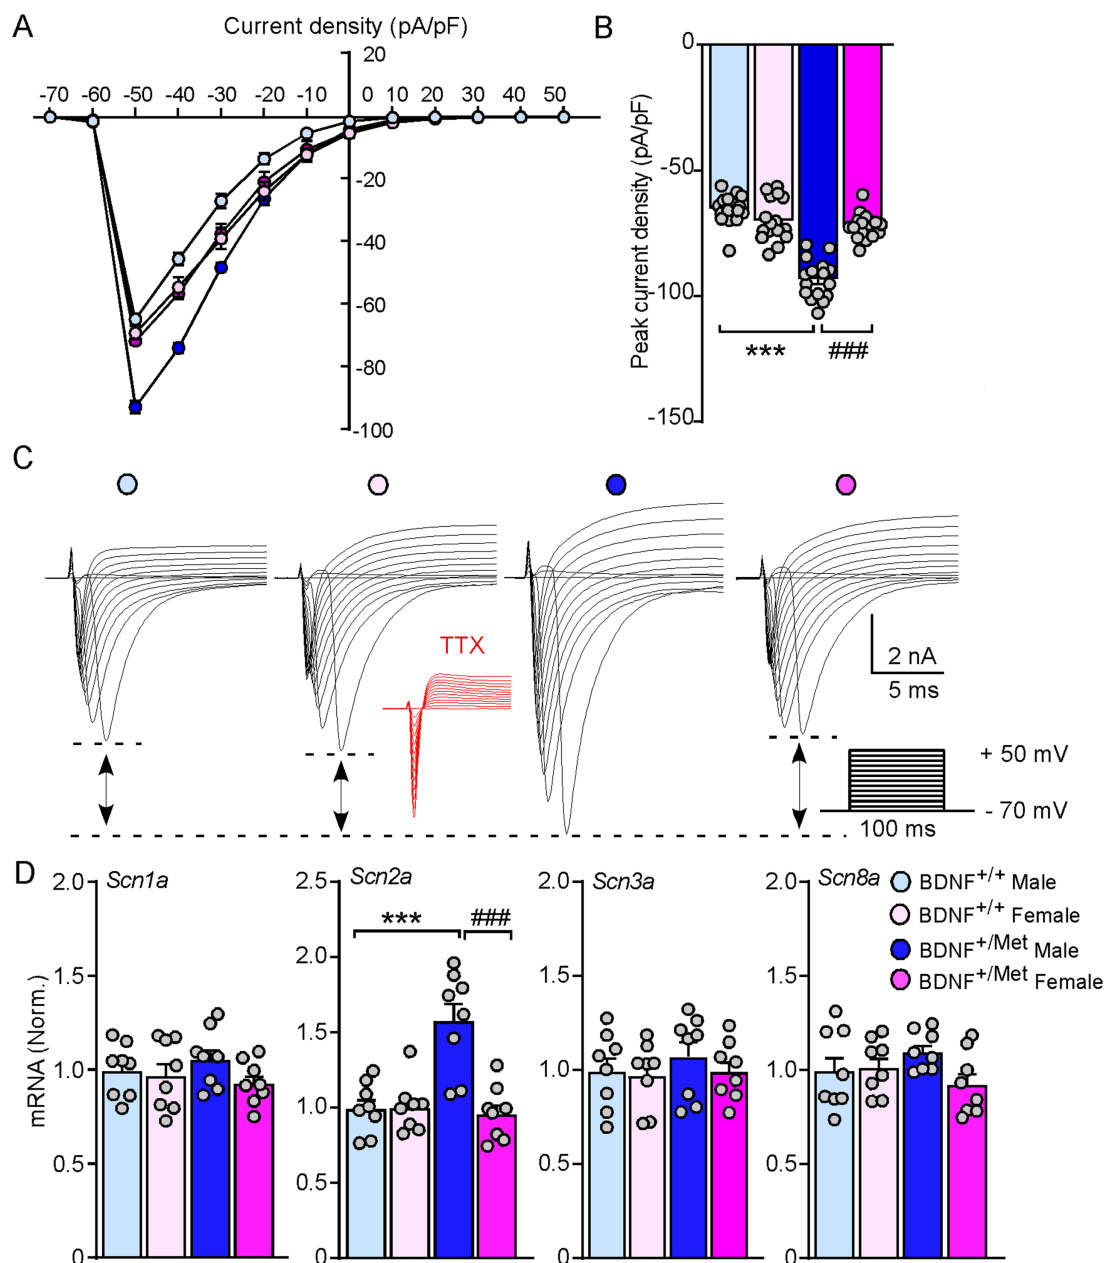 A
Current density (pA/pF)
20
-70 -60 -50 -40 -30 -20 -10 0 10 20 30 40 50
-20
-40
-60
-80
-100
B
Peak current density (pA/pF)
0
-50
-100
-150
*** ###
C
TTX
2 nA
5 ms
+ 50 mV
- 70 mV
100 ms
D
mRNA (Norm.)
Scn1a
2.0
1.5
1.0
0.5
0
Scn2a
2.5
2.0
1.5
1.0
0.5
0
*** ###
Scn3a
2.0
1.5
1.0
0.5
0
Scn8a
2.0
1.5
1.0
0.5
0
BDNF+/+ Male
BDNF+/+ Female
BDNF+/Met Male
BDNF+/Met Female